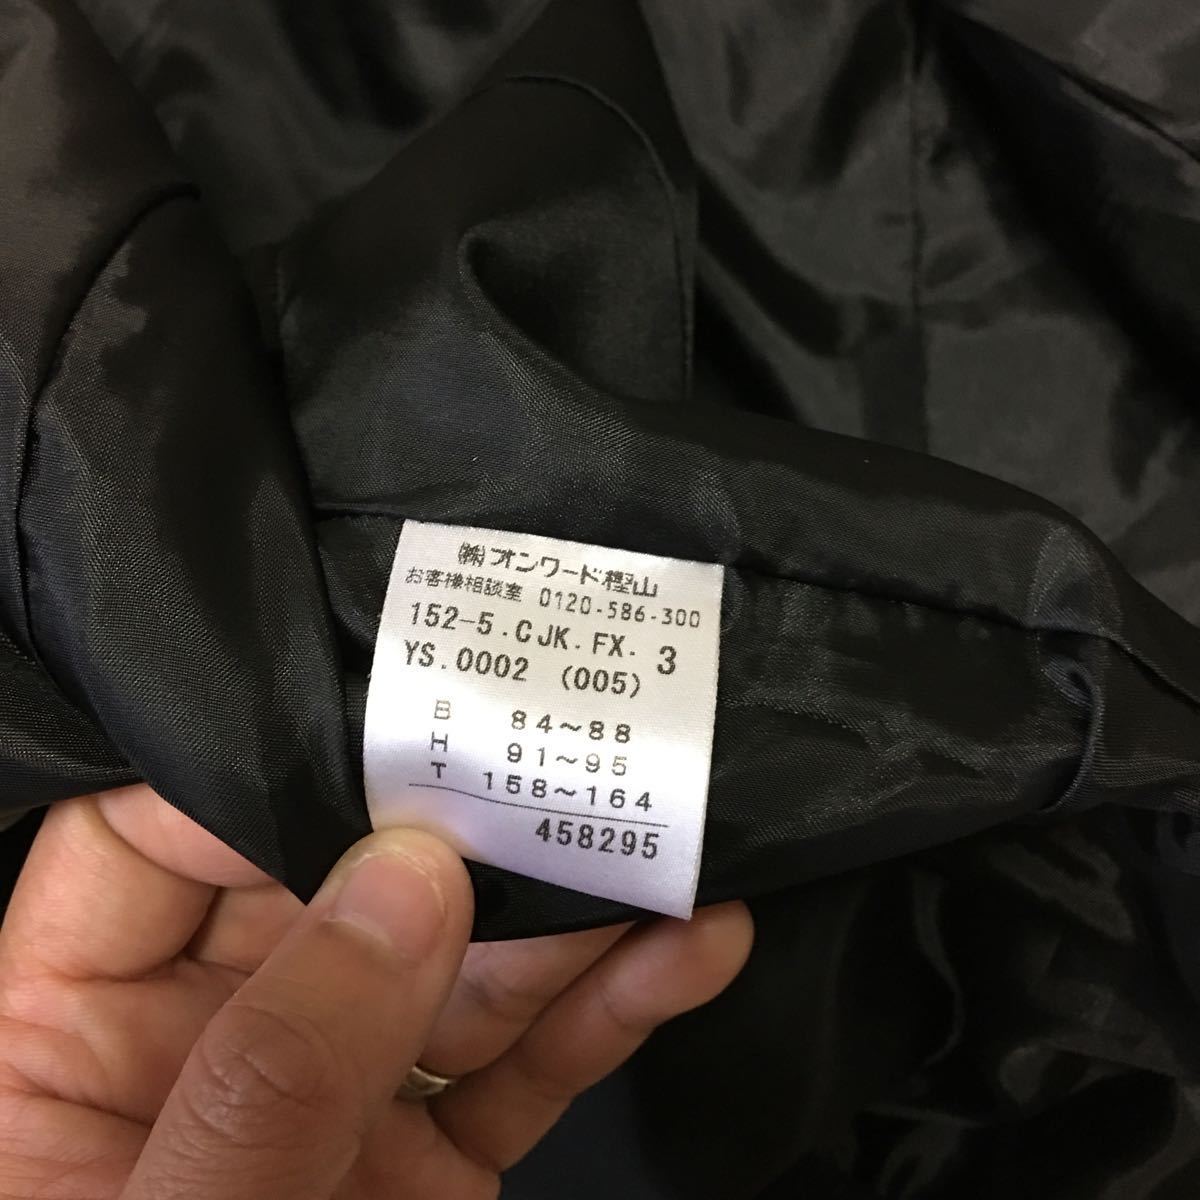 ㈱オンワード樫山
お客様相談室 0120-586-300
152-5.CJK.FX. 3
YS.0002 (005)
B 84~88
H 91~95
T 158~164
458295